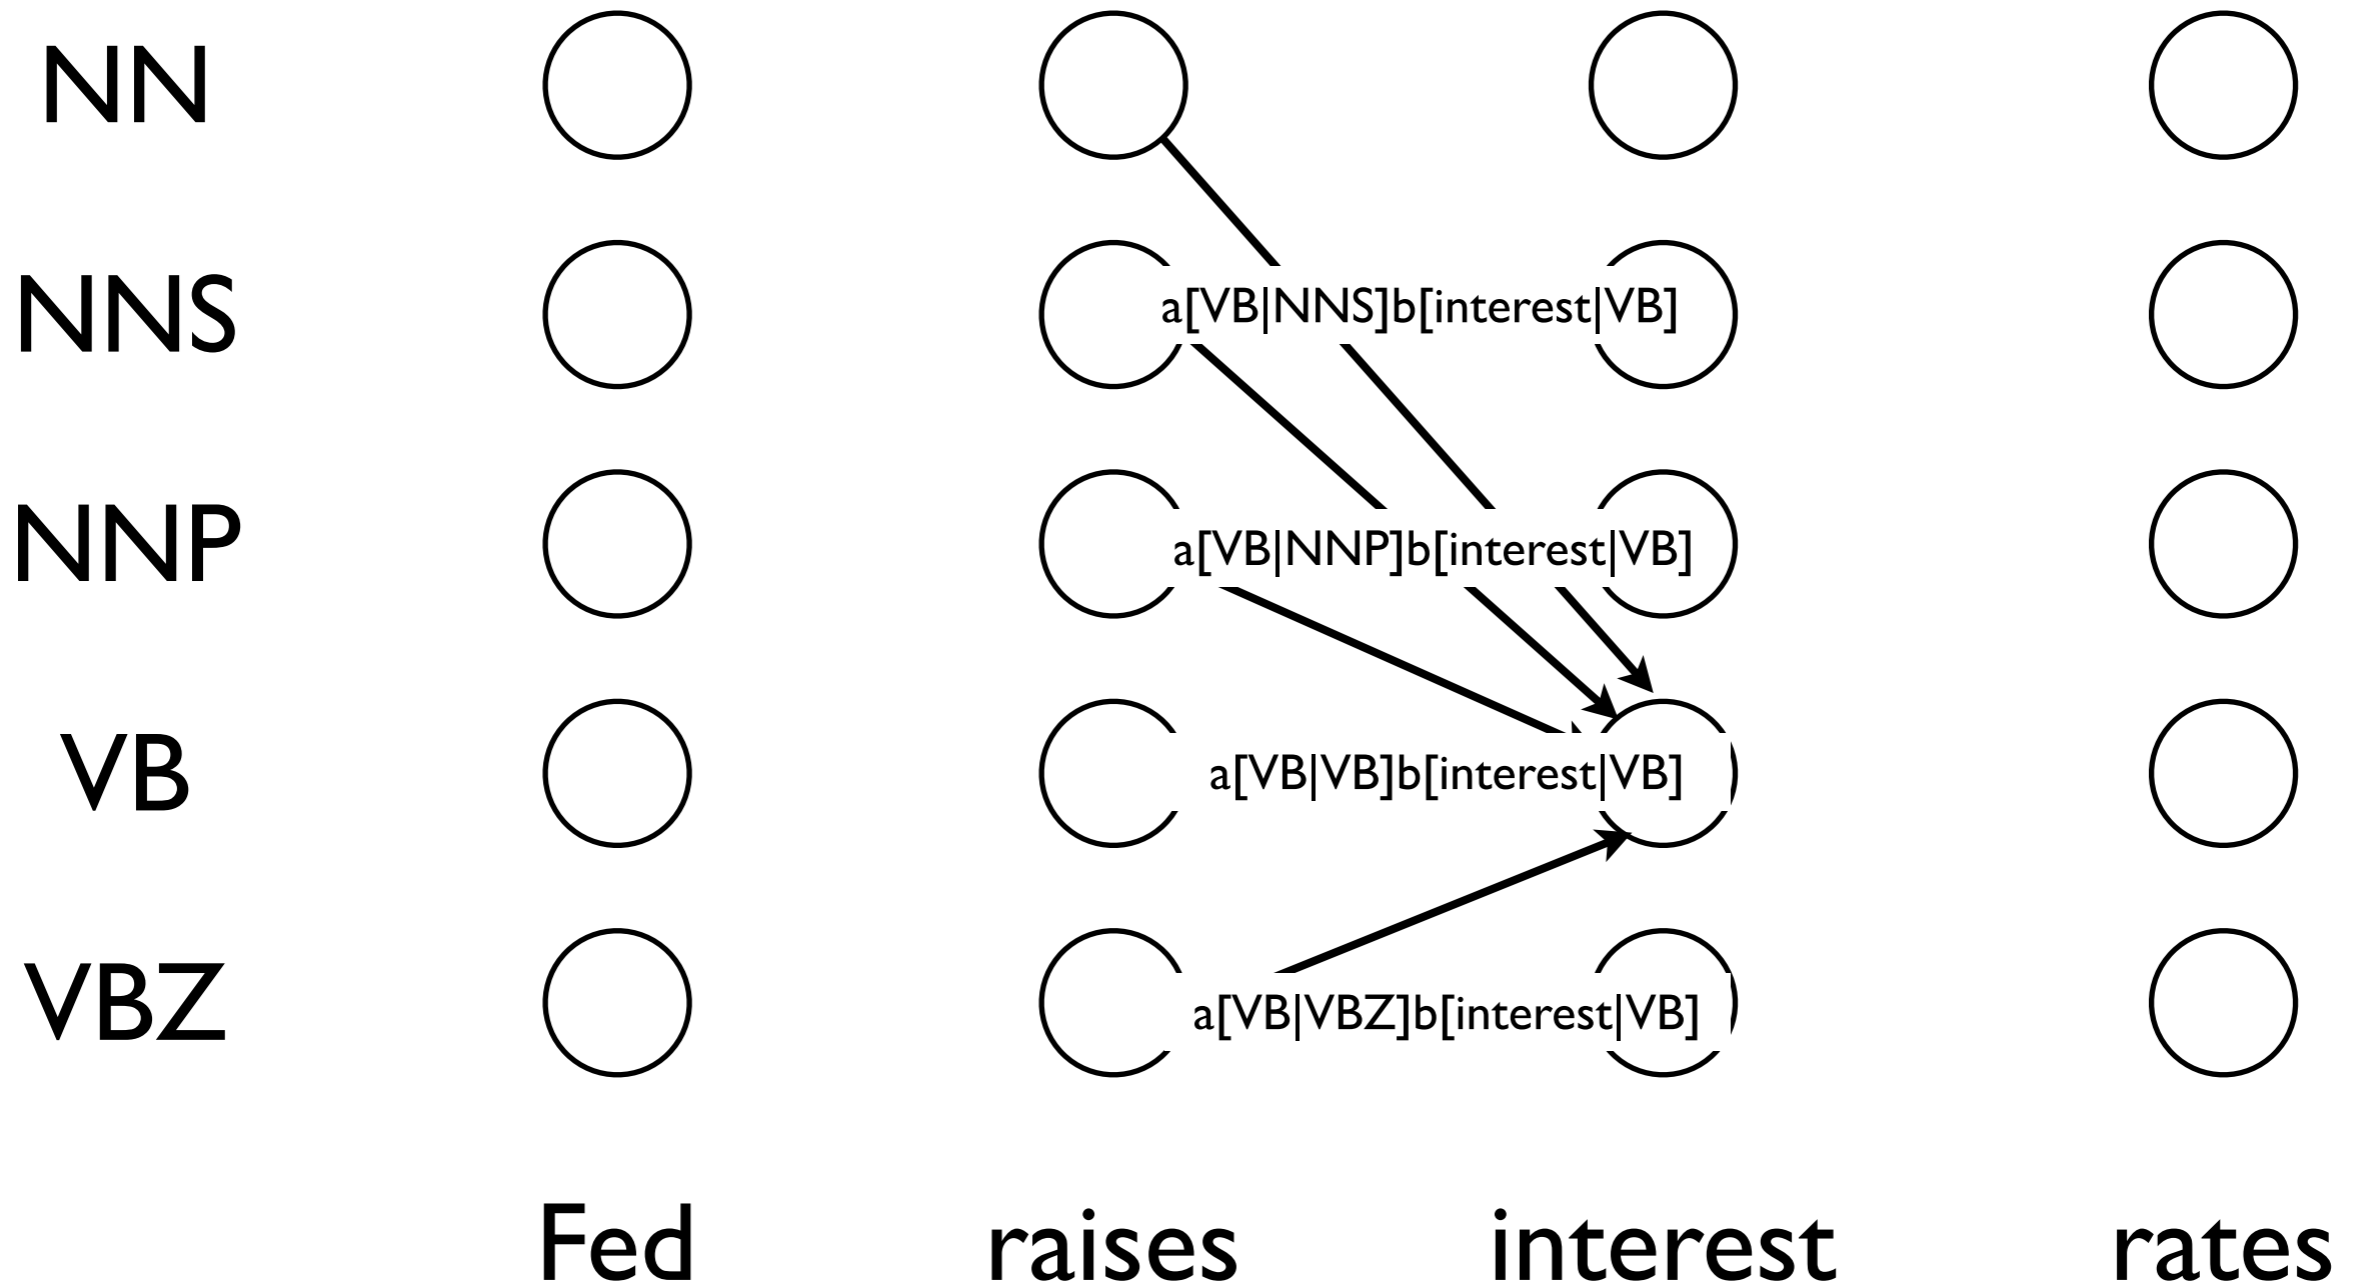 NN
NNS
a[VB|NNS]b[interest|VB]
NNP
a[VB|NNP]b[interest|VB]
VB
a[VB|VB]b[interest|VB]
VBZ
a[VB|VBZ]b[interest|VB]
Fed raises interest rates